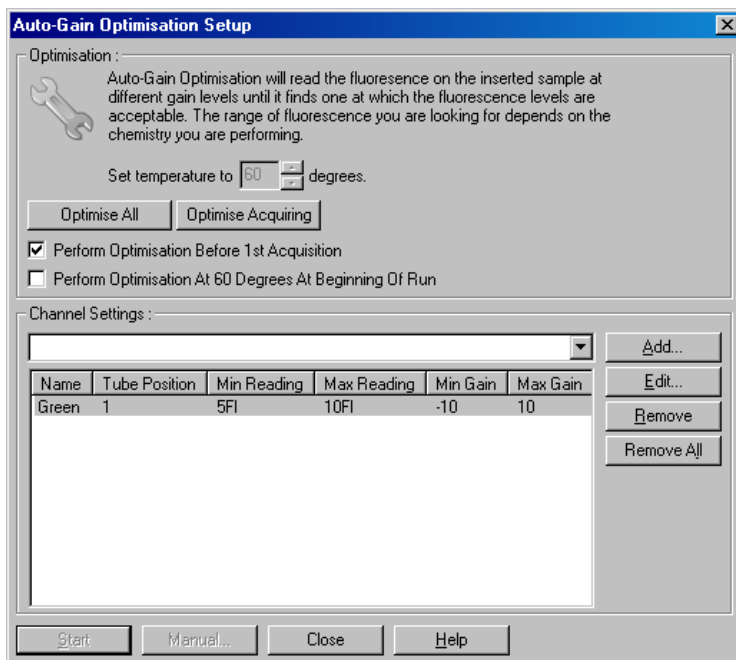 Auto-Gain Optimisation Setup
Optimisation :
Auto-Gain Optimisation will read the fluoresence on the inserted sample at
different gain levels until it finds one at which the fluorescence levels are
acceptable. The range of fluorescence you are looking for depends on the
chemistry you are performing.
Set temperature to 60 degrees.
Optimise All Optimise Acquiring
Perform Optimisation Before 1st Acquisition
Perform Optimisation At 60 Degrees At Beginning Of Run
Channel Settings :
Add...
Name Tube Position Min Reading Max Reading Min Gain Max Gain
Edit...
Green 1 5Fl 10Fl -10 10
Remove
Remove All
Start Manual... Close Help